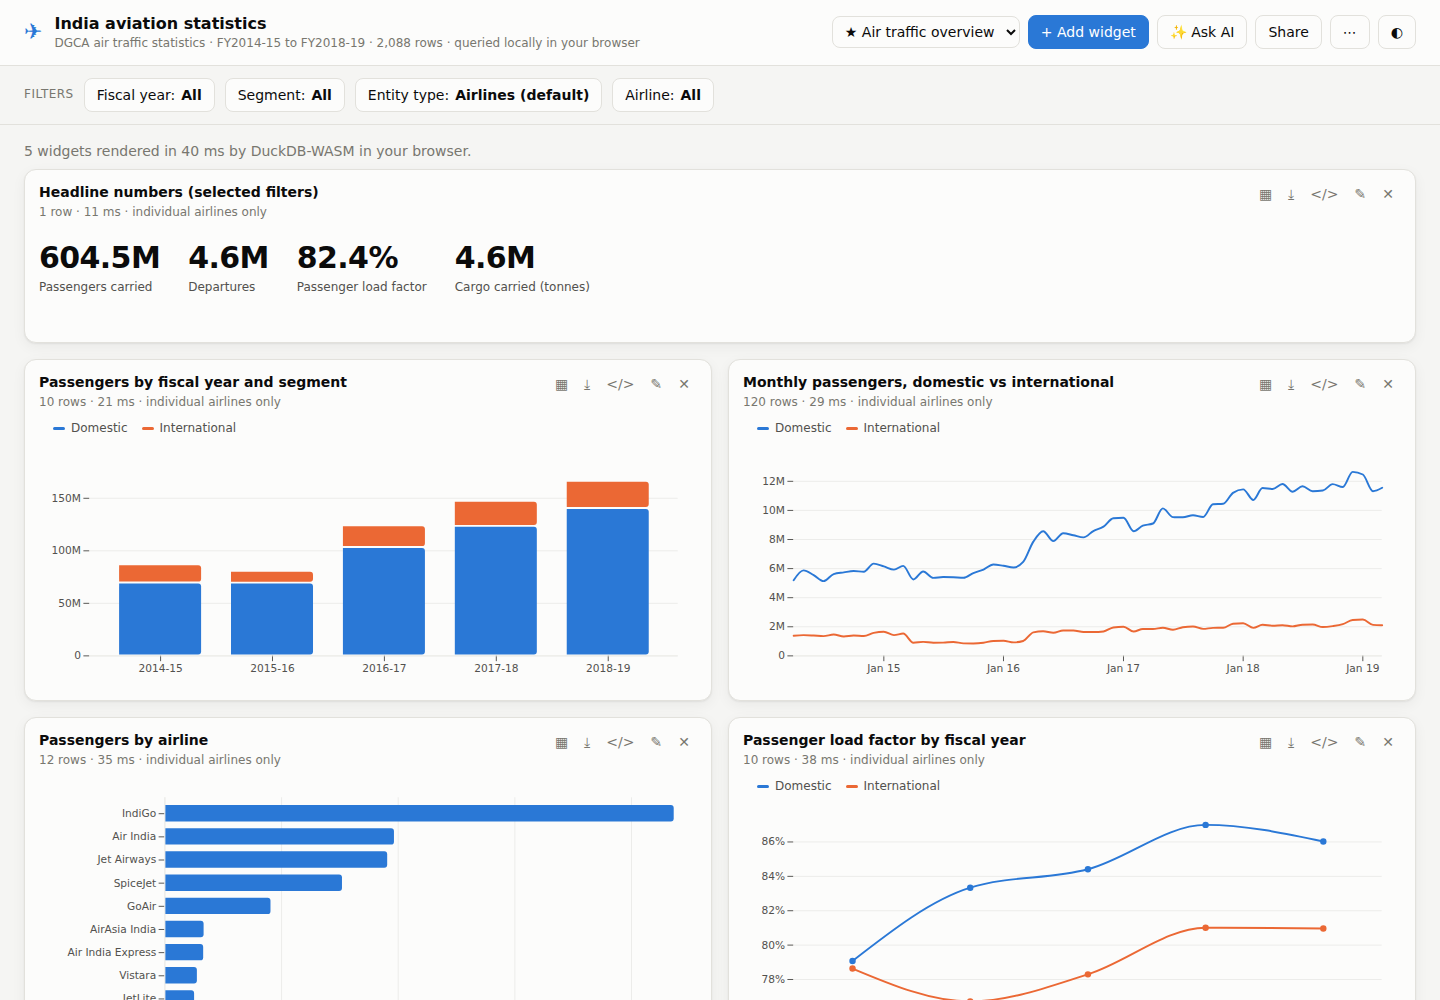 ✈ India aviation statistics
DGCA air traffic statistics · FY2014-15 to FY2018-19 · 2,088 rows · queried locally in your browser
★ Air traffic overview
+ Add widget
✨ Ask AI
Share
⋯
◐
FILTERS
Fiscal year: All
Segment: All
Entity type: Airlines (default)
Airline: All
5 widgets rendered in 40 ms by DuckDB-WASM in your browser.
Headline numbers (selected filters)
▦ ⤓ </> ✎ ✕
1 row · 11 ms · individual airlines only
604.5M 4.6M 82.4% 4.6M
Passengers carried Departures Passenger load factor Cargo carried (tonnes)
Passengers by fiscal year and segment
▦ ⤓ </> ✎ ✕
10 rows · 21 ms · individual airlines only
Domestic International
150M
100M
50M
0
2014-15 2015-16 2016-17 2017-18 2018-19
Monthly passengers, domestic vs international
▦ ⤓ </> ✎ ✕
120 rows · 29 ms · individual airlines only
Domestic International
12M
10M
8M
6M
4M
2M
0
Jan 15 Jan 16 Jan 17 Jan 18 Jan 19
Passengers by airline
▦ ⤓ </> ✎ ✕
12 rows · 35 ms · individual airlines only
IndiGo
Air India
Jet Airways
SpiceJet
GoAir
AirAsia India
Air India Express
Vistara
JetLite
Passenger load factor by fiscal year
▦ ⤓ </> ✎ ✕
10 rows · 38 ms · individual airlines only
Domestic International
86%
84%
82%
80%
78%